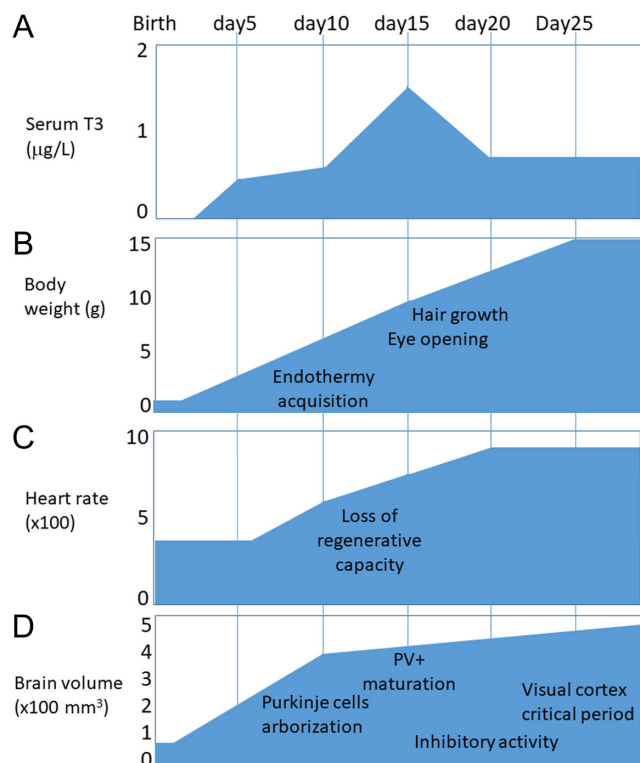 A
Birth day5 day10 day15 day20 Day25
2
1
0
Serum T3
(µg/L)
B
15
10
5
0
Body
weight (g)
Hair growth
Eye opening
Endothermy
acquisition
C
10
5
0
Heart rate
(x100)
Loss of
regenerative
capacity
D
5
4
3
2
1
0
Brain volume
(x100 mm³)
PV+
maturation
Purkinje cells
arborization
Visual cortex
critical period
Inhibitory activity